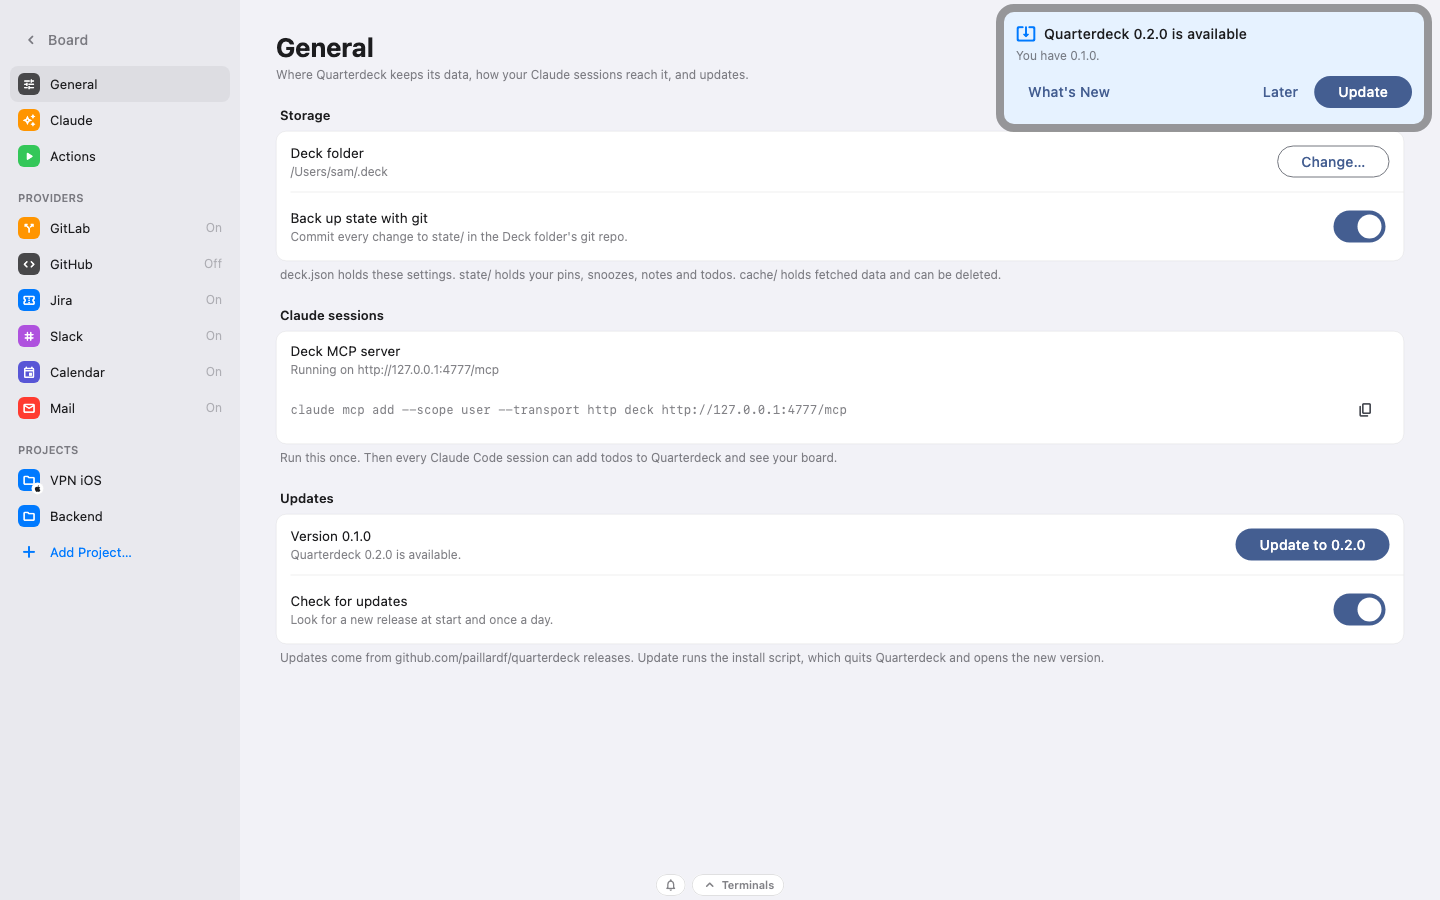 Board
General
Claude
Actions
PROVIDERS
GitLab On
GitHub Off
Jira On
Slack On
Calendar On
Mail On
PROJECTS
VPN iOS
Backend
Add Project...
General
Where Quarterdeck keeps its data, how your Claude sessions reach it, and updates.
Quarterdeck 0.2.0 is available
You have 0.1.0.
What's New Later Update
Storage
Deck folder
/Users/sam/.deck
Change...
Back up state with git
Commit every change to state/ in the Deck folder's git repo.
deck.json holds these settings. state/ holds your pins, snoozes, notes and todos. cache/ holds fetched data and can be deleted.
Claude sessions
Deck MCP server
Running on http://127.0.0.1:4777/mcp
claude mcp add --scope user --transport http deck http://127.0.0.1:4777/mcp
Run this once. Then every Claude Code session can add todos to Quarterdeck and see your board.
Updates
Version 0.1.0
Quarterdeck 0.2.0 is available.
Update to 0.2.0
Check for updates
Look for a new release at start and once a day.
Updates come from github.com/paillardf/quarterdeck releases. Update runs the install script, which quits Quarterdeck and opens the new version.
Terminals